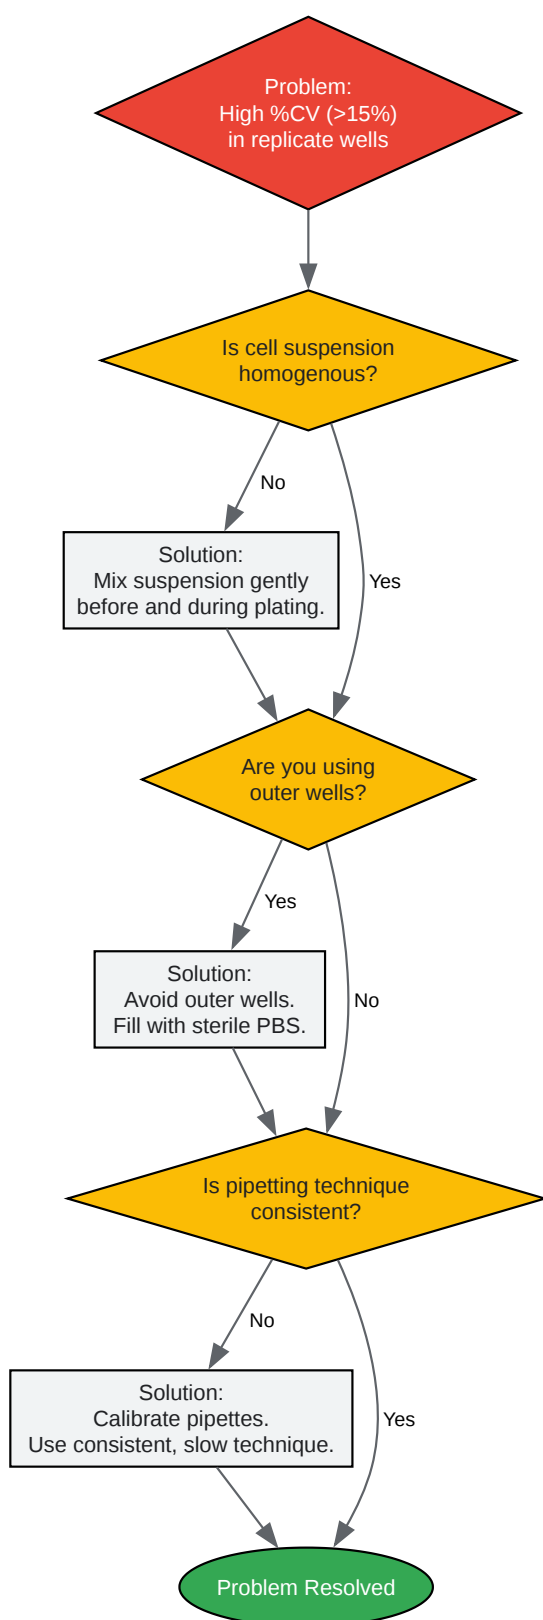 Problem:
High %CV (>15%)
in replicate wells
Is cell suspension
homogenous?
No
Yes
Solution:
Mix suspension gently
before and during plating.
Are you using
outer wells?
Yes
No
Solution:
Avoid outer wells.
Fill with sterile PBS.
Is pipetting technique
consistent?
No
Yes
Solution:
Calibrate pipettes.
Use consistent, slow technique.
Problem Resolved